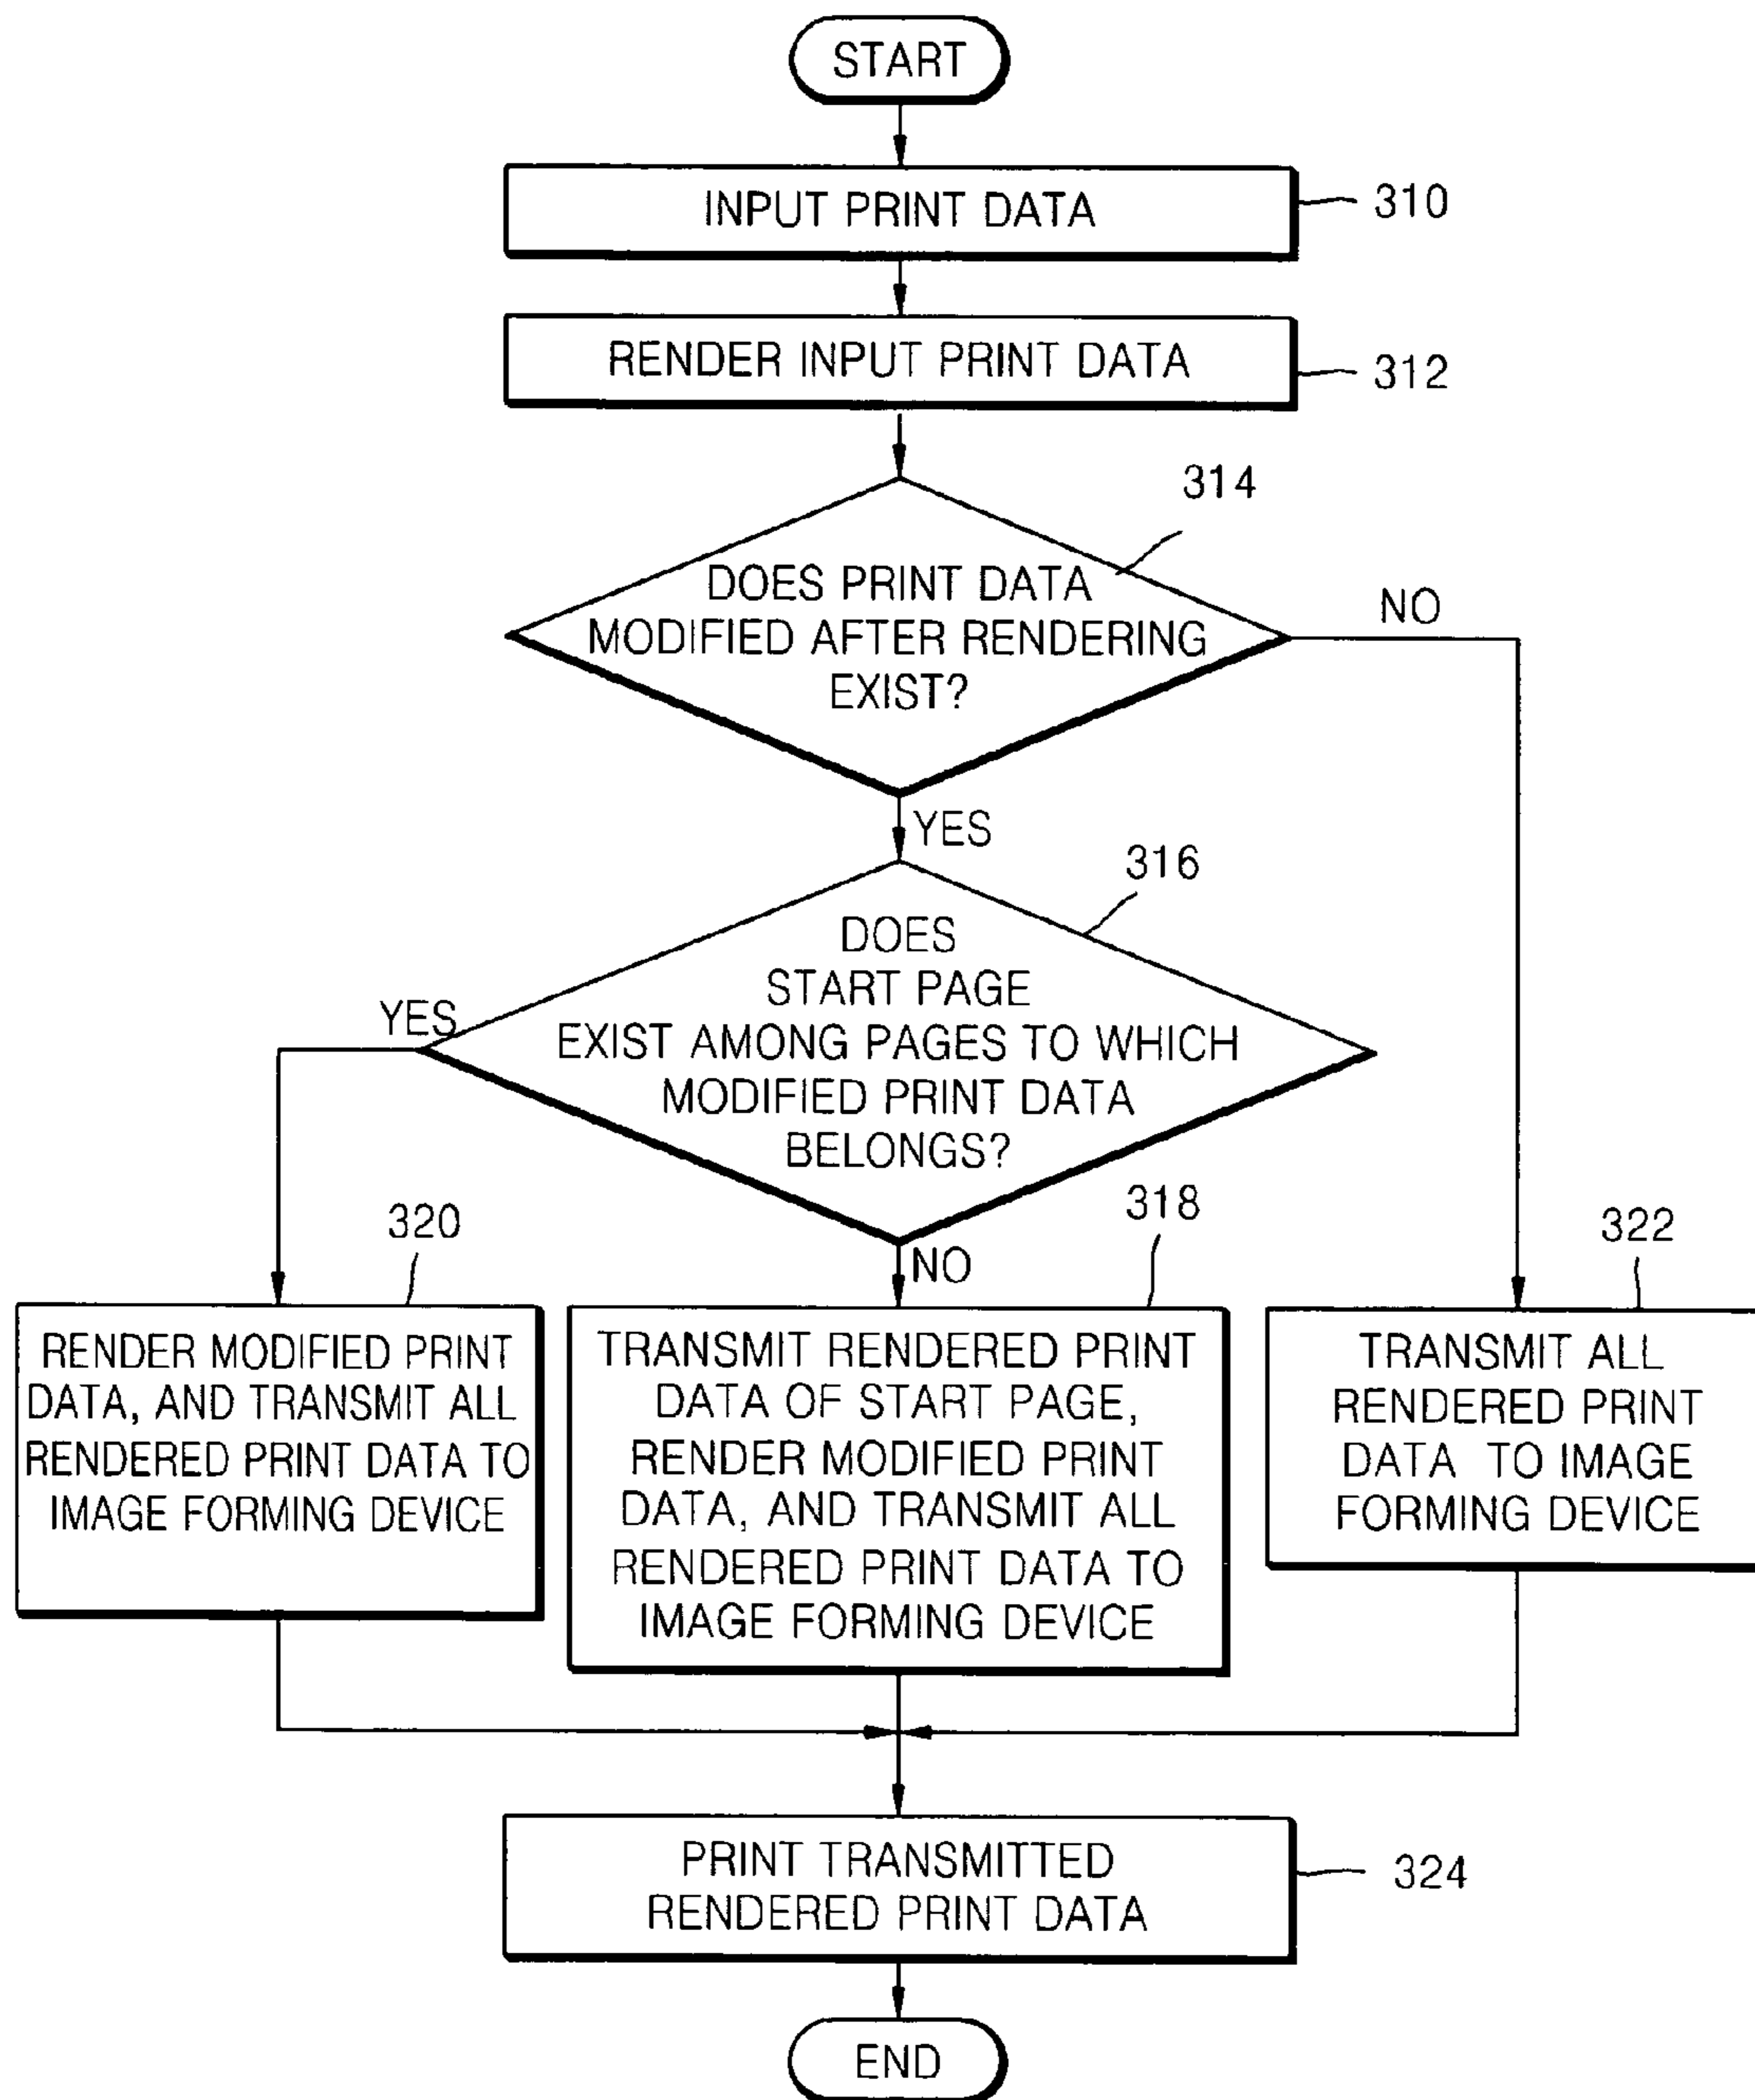 START
INPUT PRINT DATA
310
RENDER INPUT PRINT DATA
312
314
DOES PRINT DATA
MODIFIED AFTER RENDERING
EXIST?
NO
YES
316
DOES
START PAGE
EXIST AMONG PAGES TO WHICH
MODIFIED PRINT DATA
BELONGS?
YES
NO
320
RENDER MODIFIED PRINT
DATA, AND TRANSMIT ALL
RENDERED PRINT DATA TO
IMAGE FORMING DEVICE
318
TRANSMIT RENDERED PRINT
DATA OF START PAGE,
RENDER MODIFIED PRINT
DATA, AND TRANSMIT ALL
RENDERED PRINT DATA TO
IMAGE FORMING DEVICE
322
TRANSMIT ALL
RENDERED PRINT
DATA TO IMAGE
FORMING DEVICE
PRINT TRANSMITTED
RENDERED PRINT DATA
324
END